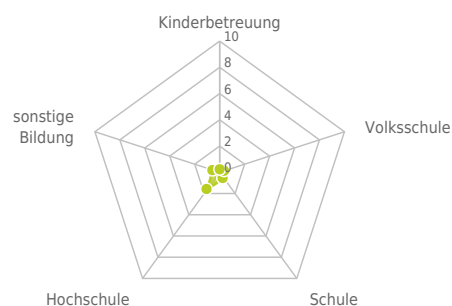 Kinderbetreuung
10
8
6
4
2
0
sonstige
Bildung
Volksschule
Hochschule
Schule